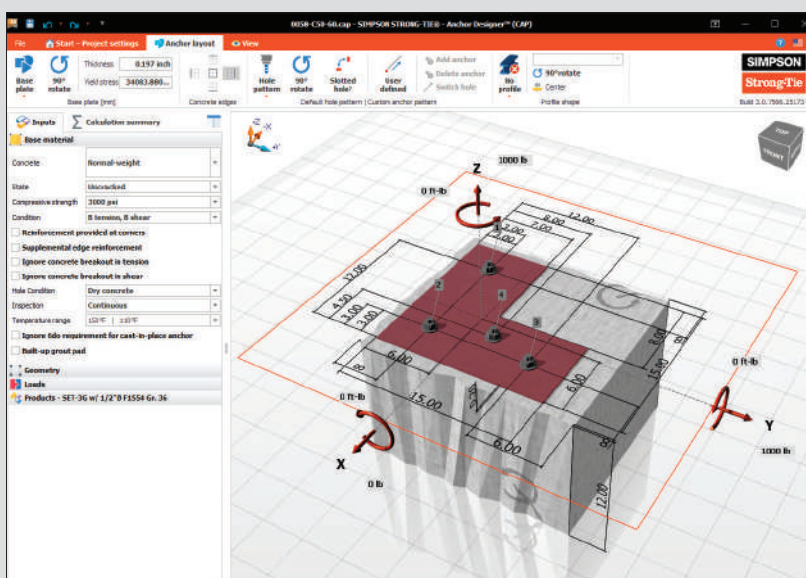 0058-C50-60.cap - SIMPSON STRONG-TIE® - Anchor Designer™ (CAP)
File
Start - Project settings
Anchor layout
View
Base plate
90° rotate
Thickness 0.197 inch
Yield stress 34083.880...
Base plate [mm]
Concrete edges
Hole pattern
90° rotate
Slotted hole?
User defined
Add anchor
Delete anchor
Switch hole
Default hole pattern | Custom anchor pattern
No profile
90°rotate
Center
Profile shape
SIMPSON
Strong-Tie
Inputs
Calculation summary
Base material
Concrete Normal-weight
State Uncracked
Compressive strength 3000 psi
Condition B tension, B shear
Reinforcement provided at corners
Supplemental edge reinforcement
Ignore concrete breakout in tension
Ignore concrete breakout in shear
Hole Condition Dry concrete
Inspection Continuous
Temperature range 150°F | 110°F
Ignore 6do requirement for cast-in-place anchor
Built-up grout pad
Geometry
Loads
Products - SET-3G w/ 1/2"Ø F1554 Gr. 36
TOP
FRONT
Z
1000 lb
0 ft-lb
12.00
8.00
7.00
3.00
1
12.00
4.50
3.00
3.00
2
4
3
6.00
8
15.00
6.00
6.00
8.00
15.00
8
0 ft-lb
Y
1000 lb
0 ft-lb
X
0 lb
12.00